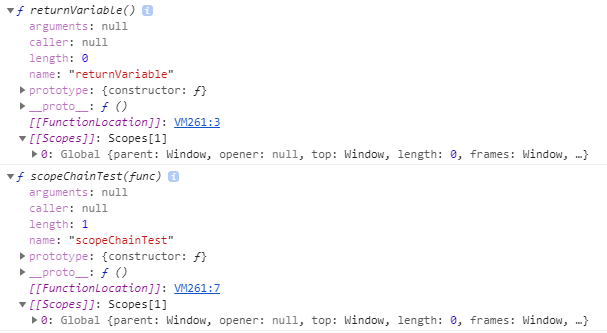 ▼ƒ returnVariable() i
arguments: null
caller: null
length: 0
name: "returnVariable"
▶prototype: {constructor: ƒ}
▶__proto__: ƒ ()
[[FunctionLocation]]: VM261:3
▼[[Scopes]]: Scopes[1]
▶0: Global {parent: Window, opener: null, top: Window, length: 0, frames: Window, …}
▼ƒ scopeChainTest(func) i
arguments: null
caller: null
length: 1
name: "scopeChainTest"
▶prototype: {constructor: ƒ}
▶__proto__: ƒ ()
[[FunctionLocation]]: VM261:7
▼[[Scopes]]: Scopes[1]
▶0: Global {parent: Window, opener: null, top: Window, length: 0, frames: Window, …}